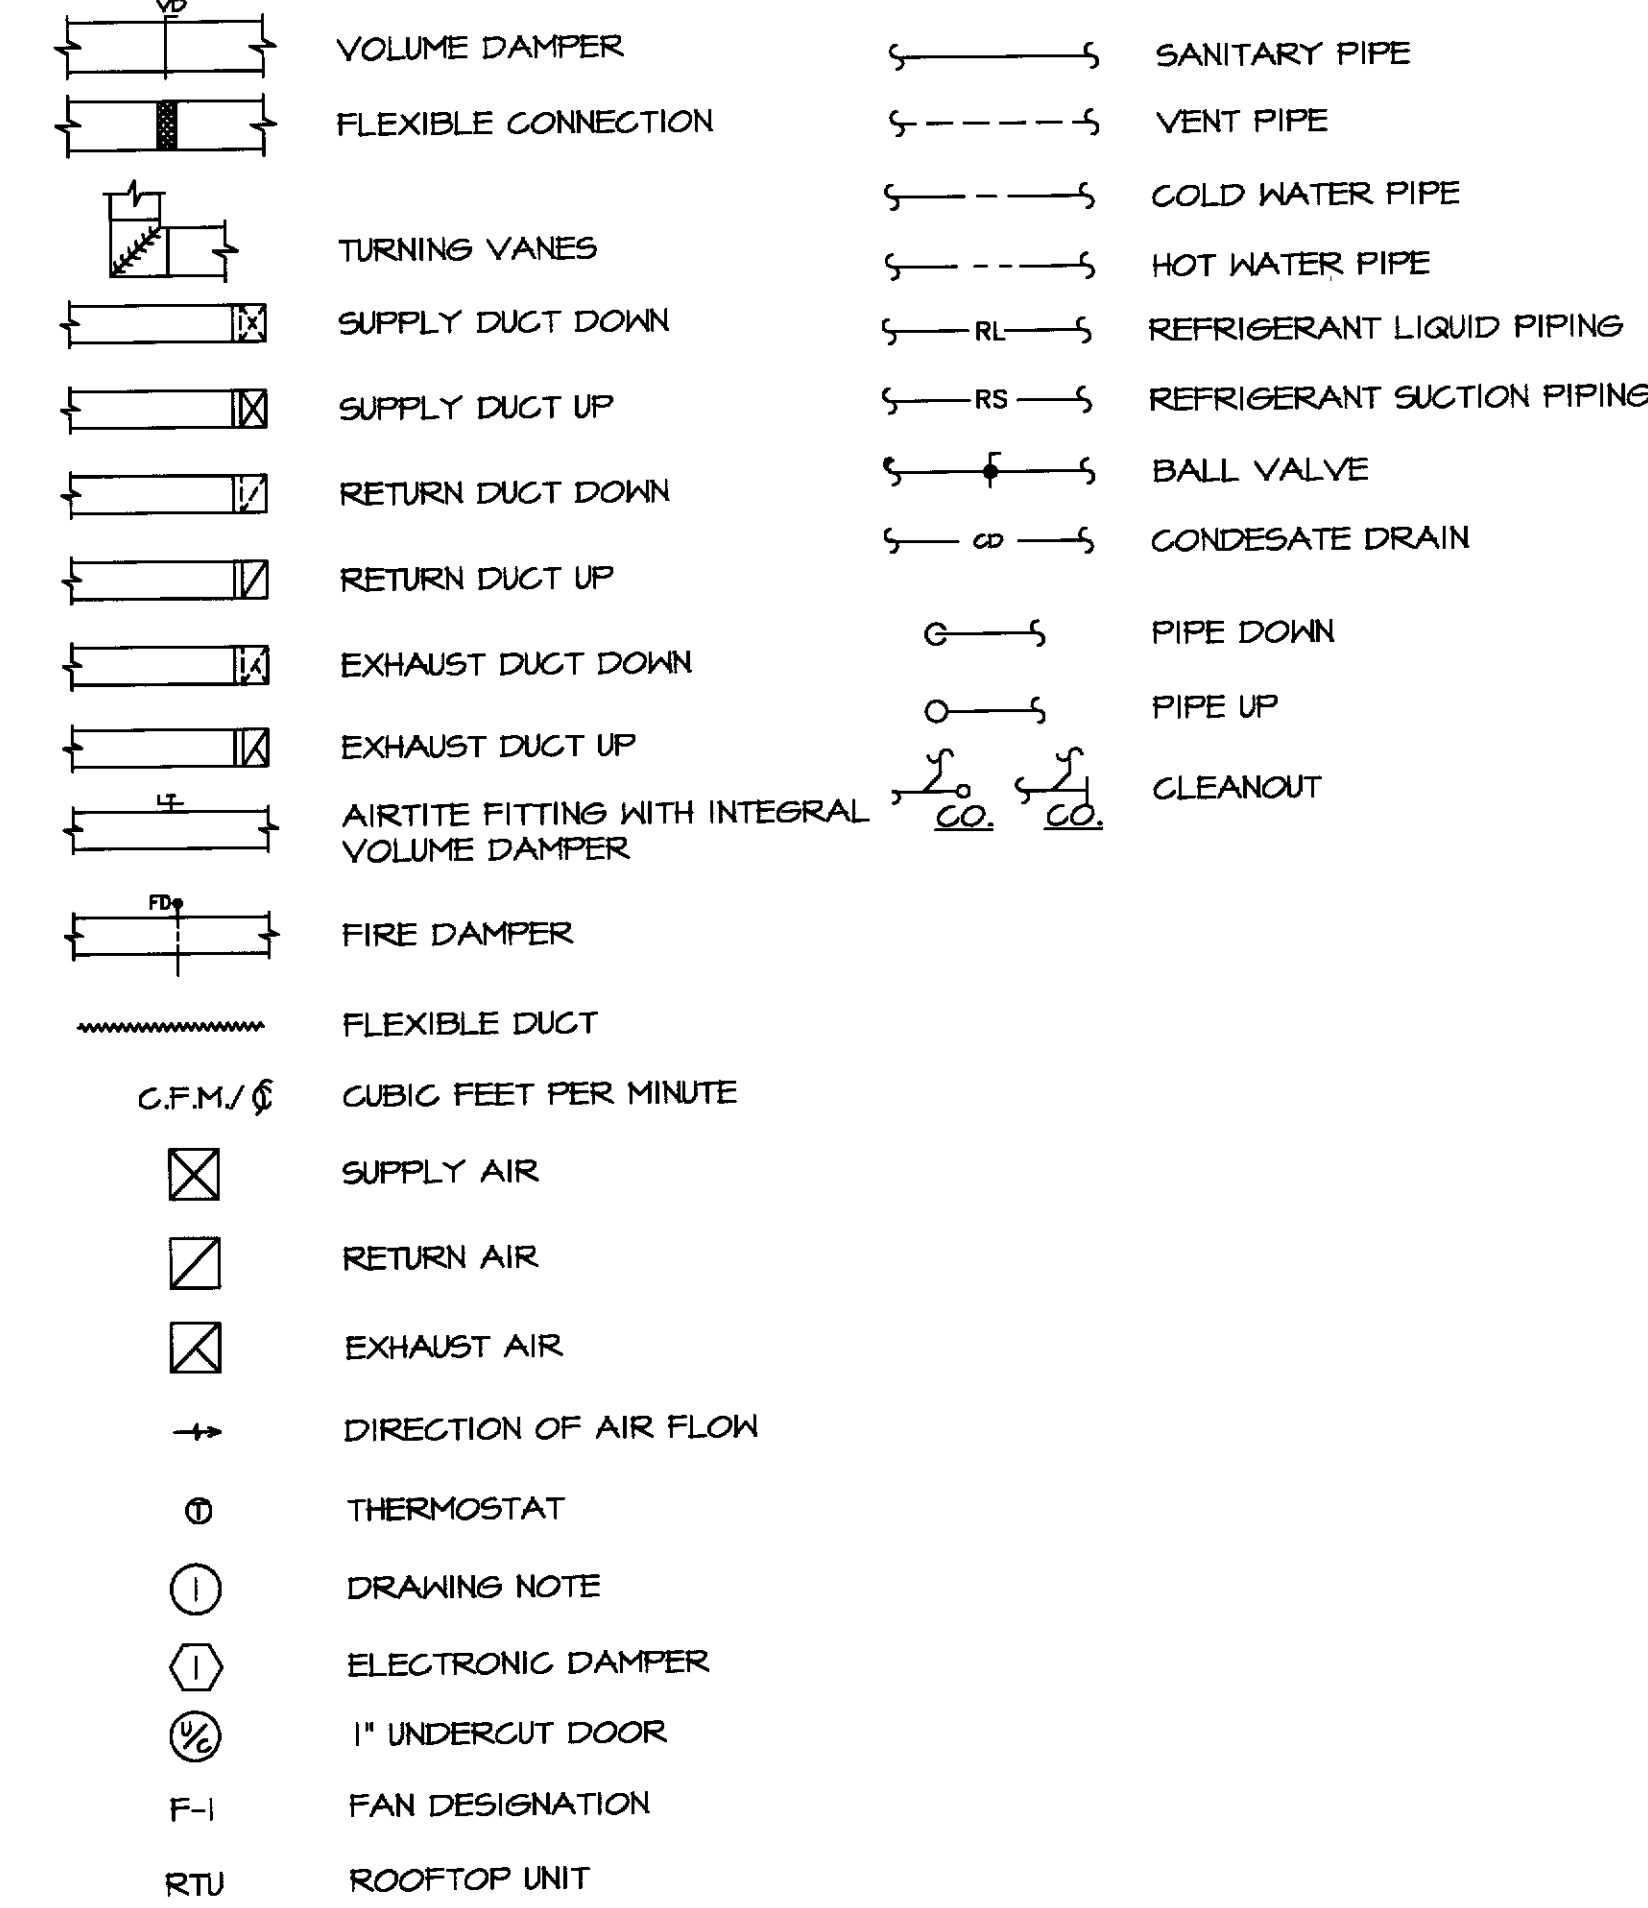 VD
VOLUME DAMPER
FLEXIBLE CONNECTION
TURNING VANES
SUPPLY DUCT DOWN
SUPPLY DUCT UP
RETURN DUCT DOWN
RETURN DUCT UP
EXHAUST DUCT DOWN
EXHAUST DUCT UP
AIRTITE FITTING WITH INTEGRAL
VOLUME DAMPER
FD FIRE DAMPER
FLEXIBLE DUCT
C.F.M./ CUBIC FEET PER MINUTE
SUPPLY AIR
RETURN AIR
EXHAUST AIR
DIRECTION OF AIR FLOW
T THERMOSTAT
1 DRAWING NOTE
1 ELECTRONIC DAMPER
U/C 1" UNDERCUT DOOR
F-1 FAN DESIGNATION
RTU ROOFTOP UNIT
SANITARY PIPE
VENT PIPE
COLD WATER PIPE
HOT WATER PIPE
RL REFRIGERANT LIQUID PIPING
RS REFRIGERANT SUCTION PIPING
BALL VALVE
CD CONDESATE DRAIN
PIPE DOWN
PIPE UP
CO. CO. CLEANOUT